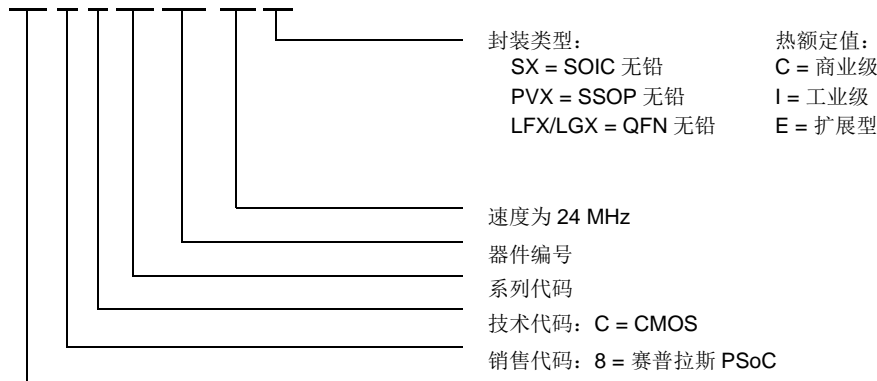 封装类型: 热额定值:
SX = SOIC 无铅 C = 商业级
PVX = SSOP 无铅 I = 工业级
LFX/LGX = QFN 无铅 E = 扩展型
速度为 24 MHz
器件编号
系列代码
技术代码:C = CMOS
销售代码:8 = 赛普拉斯 PSoC